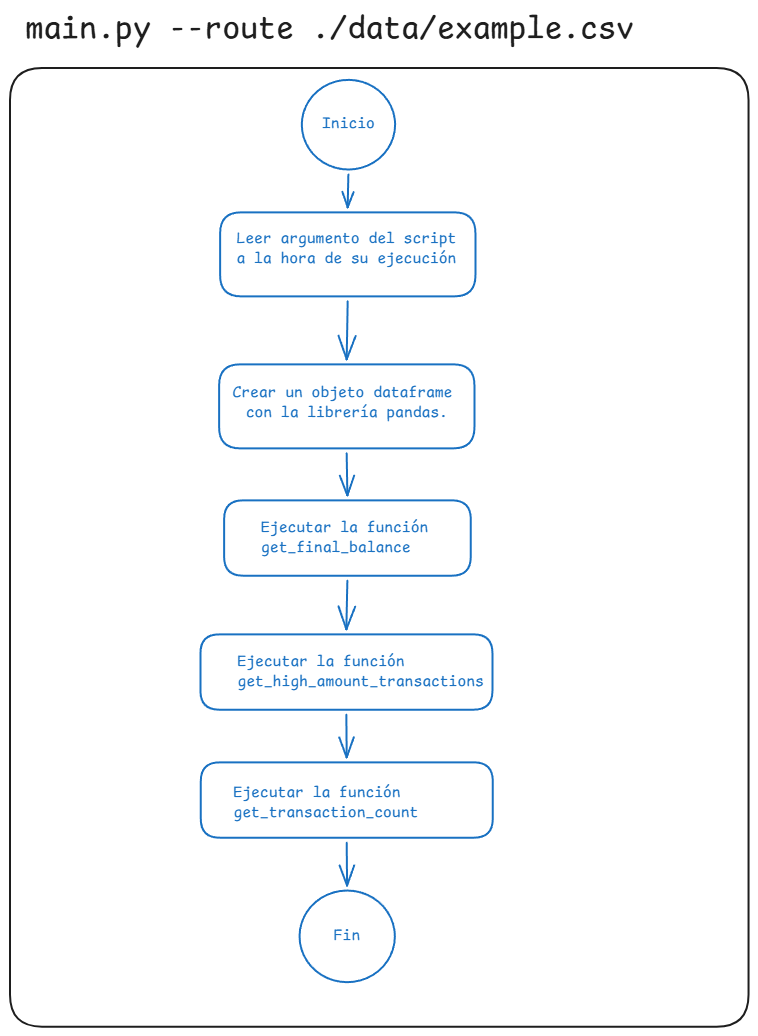 main.py --route ./data/example.csv
Inicio
Leer argumento del script
a la hora de su ejecución
Crear un objeto dataframe
con la librería pandas.
Ejecutar la función
get_final_balance
Ejecutar la función
get_high_amount_transactions
Ejecutar la función
get_transaction_count
Fin